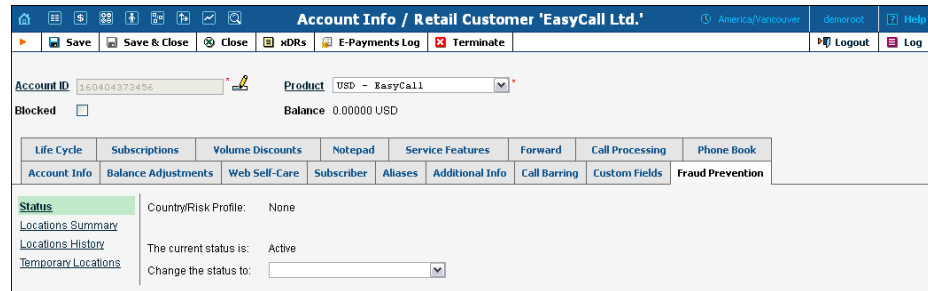 Account Info / Retail Customer 'EasyCall Ltd.' America/Vancouver demoroot Help
Save Save & Close Close xDRs E-Payments Log Terminate Logout Log
Account ID 160404373456 * Product USD - EasyCall *
Blocked Balance 0.00000 USD
Life Cycle Subscriptions Volume Discounts Notepad Service Features Forward Call Processing Phone Book
Account Info Balance Adjustments Web Self-Care Subscriber Aliases Additional Info Call Barring Custom Fields Fraud Prevention
Status Country/Risk Profile: None
Locations Summary
Locations History The current status is: Active
Temporary Locations Change the status to: